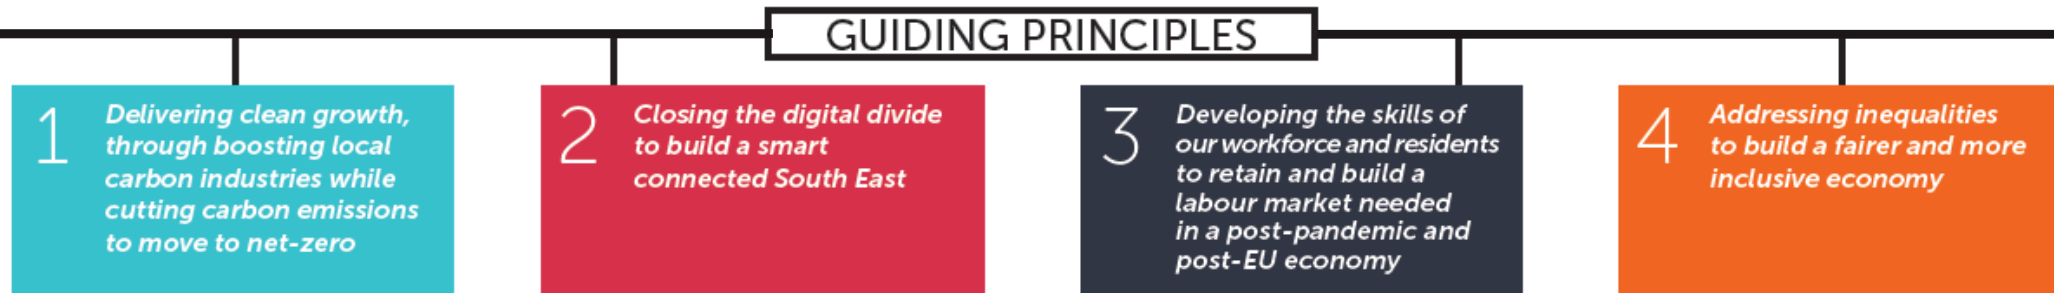 GUIDING PRINCIPLES
1
Delivering clean growth,
through boosting local
carbon industries while
cutting carbon emissions
to move to net-zero
2
Closing the digital divide
to build a smart
connected South East
3
Developing the skills of
our workforce and residents
to retain and build a
labour market needed
in a post-pandemic and
post-EU economy
4
Addressing inequalities
to build a fairer and more
inclusive economy